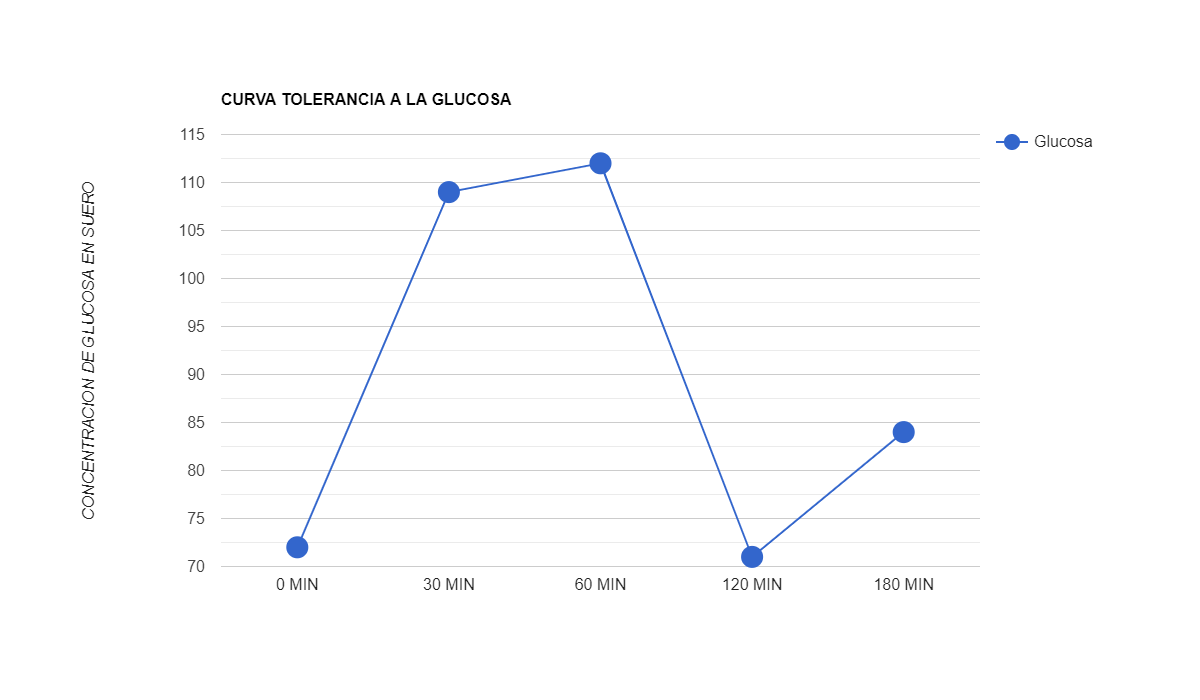 CURVA TOLERANCIA A LA GLUCOSA
Glucosa
CONCENTRACION DE GLUCOSA EN SUERO
115
110
105
100
95
90
85
80
75
70
0 MIN 30 MIN 60 MIN 120 MIN 180 MIN